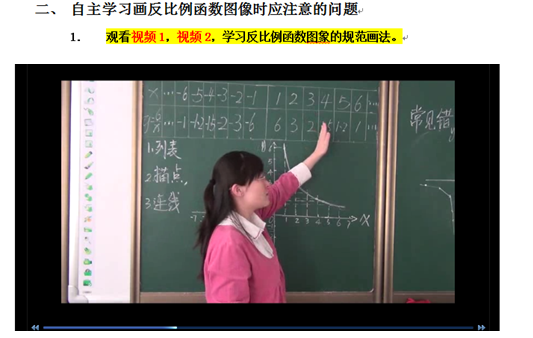 二、 自主学习画反比例函数图像时应注意的问题
1. 观看视频1，视频2，学习反比例函数图象的规范画法。
x ... -6 -5 -4 -3 -2 -1 1 2 3 4 5 6 ...
... -1 -1.2 -1.5 -2 -3 -6 6 3 2 1.2 1 ...
常见错
1.列表
2.描点
3.连线
x